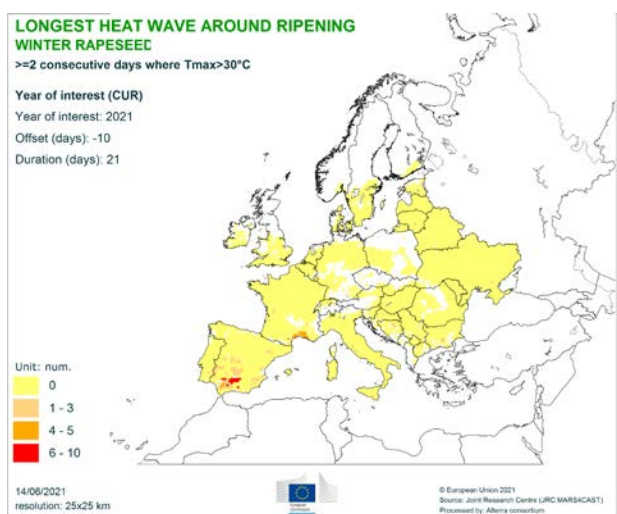 LONGEST HEAT WAVE AROUND RIPENING
WINTER RAPESEED
>=2 consecutive days where Tmax>30°C
Year of interest (CUR)
Year of interest: 2021
Offset (days): -10
Duration (days): 21
Unit: num.
0
1 - 3
4 - 5
6 - 10
14/06/2021
resolution: 25x25 km
European
Commission
© European Union 2021
Source: Joint Research Centre (JRC MARS4CAST)
Processed by: Alterra consortium